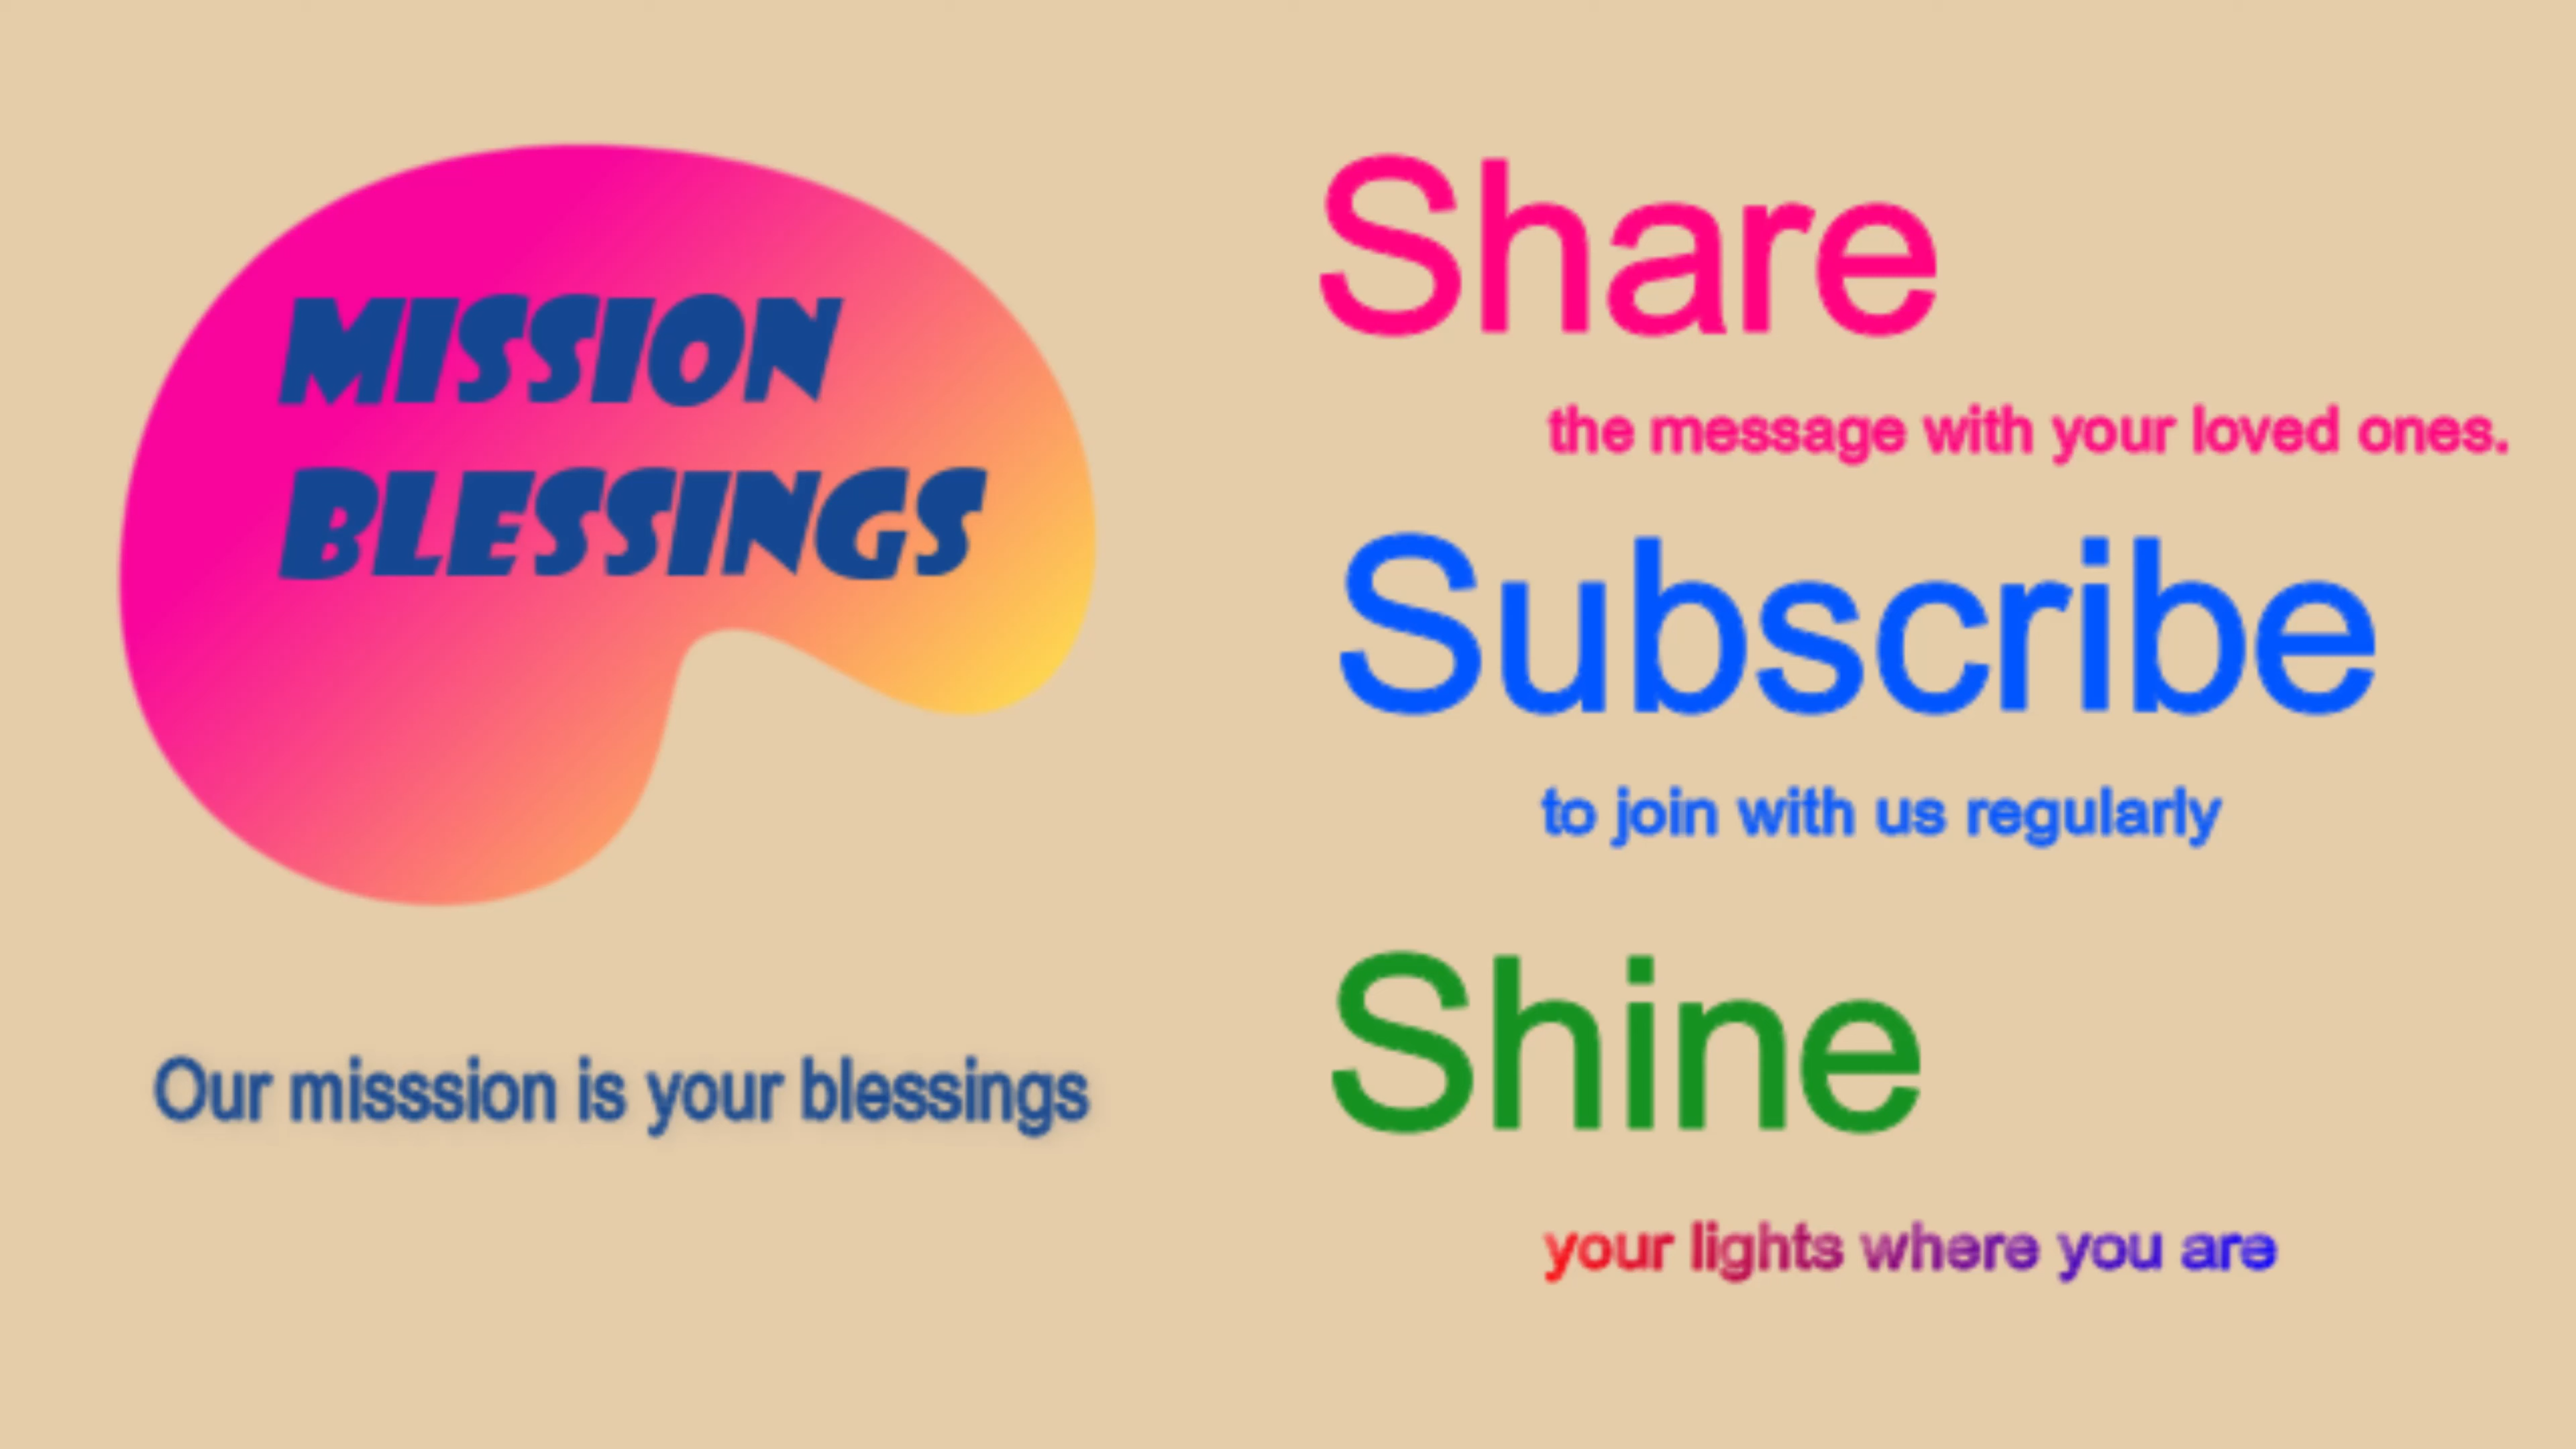 MISSION
BLESSINGS
Our misssion is your blessings
Share
the message with your loved ones.
Subscribe
to join with us regularly
Shine
your lights where you are